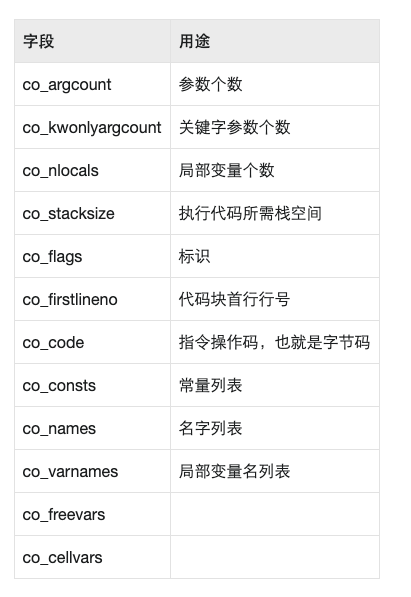 字段 用途
co_argcount 参数个数
co_kwonlyargcount 关键字参数个数
co_nlocals 局部变量个数
co_stacksize 执行代码所需栈空间
co_flags 标识
co_firstlineno 代码块首行行号
co_code 指令操作码，也就是字节码
co_consts 常量列表
co_names 名字列表
co_varnames 局部变量名列表
co_freevars
co_cellvars